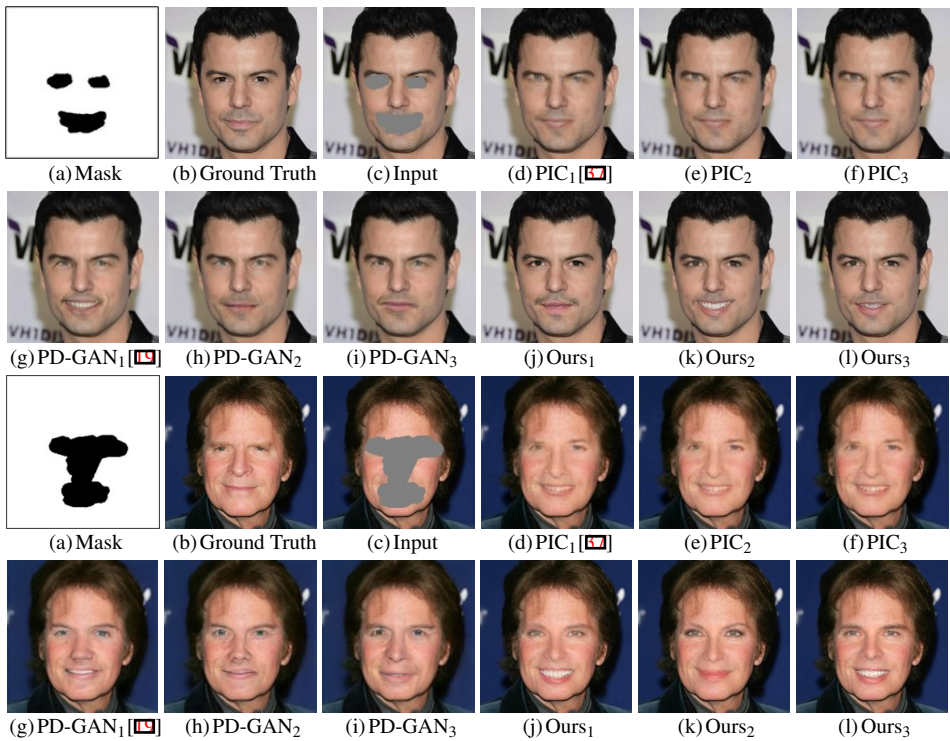 (a) Mask (b) Ground Truth (c) Input (d) PIC₁[37] (e) PIC₂ (f) PIC₃
VH1DI
(g) PD-GAN₁[19] (h) PD-GAN₂ (i) PD-GAN₃ (j) Ours₁ (k) Ours₂ (l) Ours₃
(a) Mask (b) Ground Truth (c) Input (d) PIC₁[37] (e) PIC₂ (f) PIC₃
(g) PD-GAN₁[19] (h) PD-GAN₂ (i) PD-GAN₃ (j) Ours₁ (k) Ours₂ (l) Ours₃